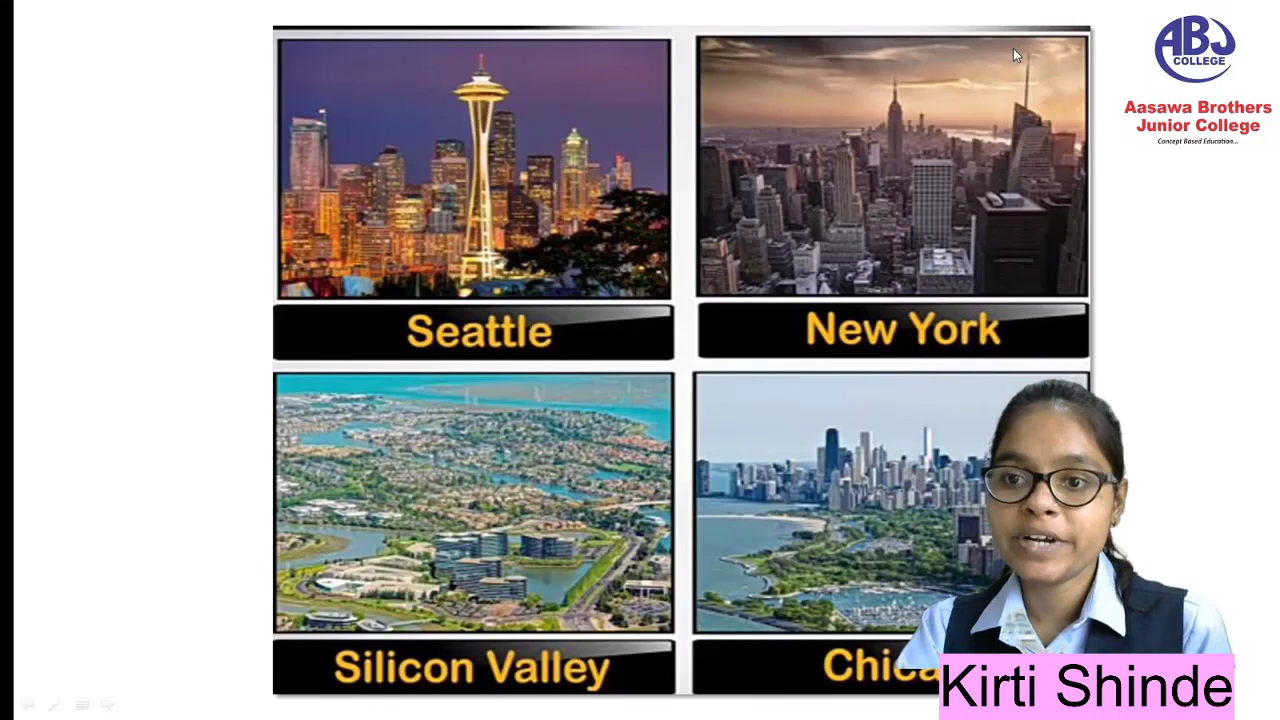 ABJ
COLLEGE
Aasawa Brothers
Junior College
Concept Based Education...
Seattle
New York
Silicon Valley
Chica
Kirti Shinde